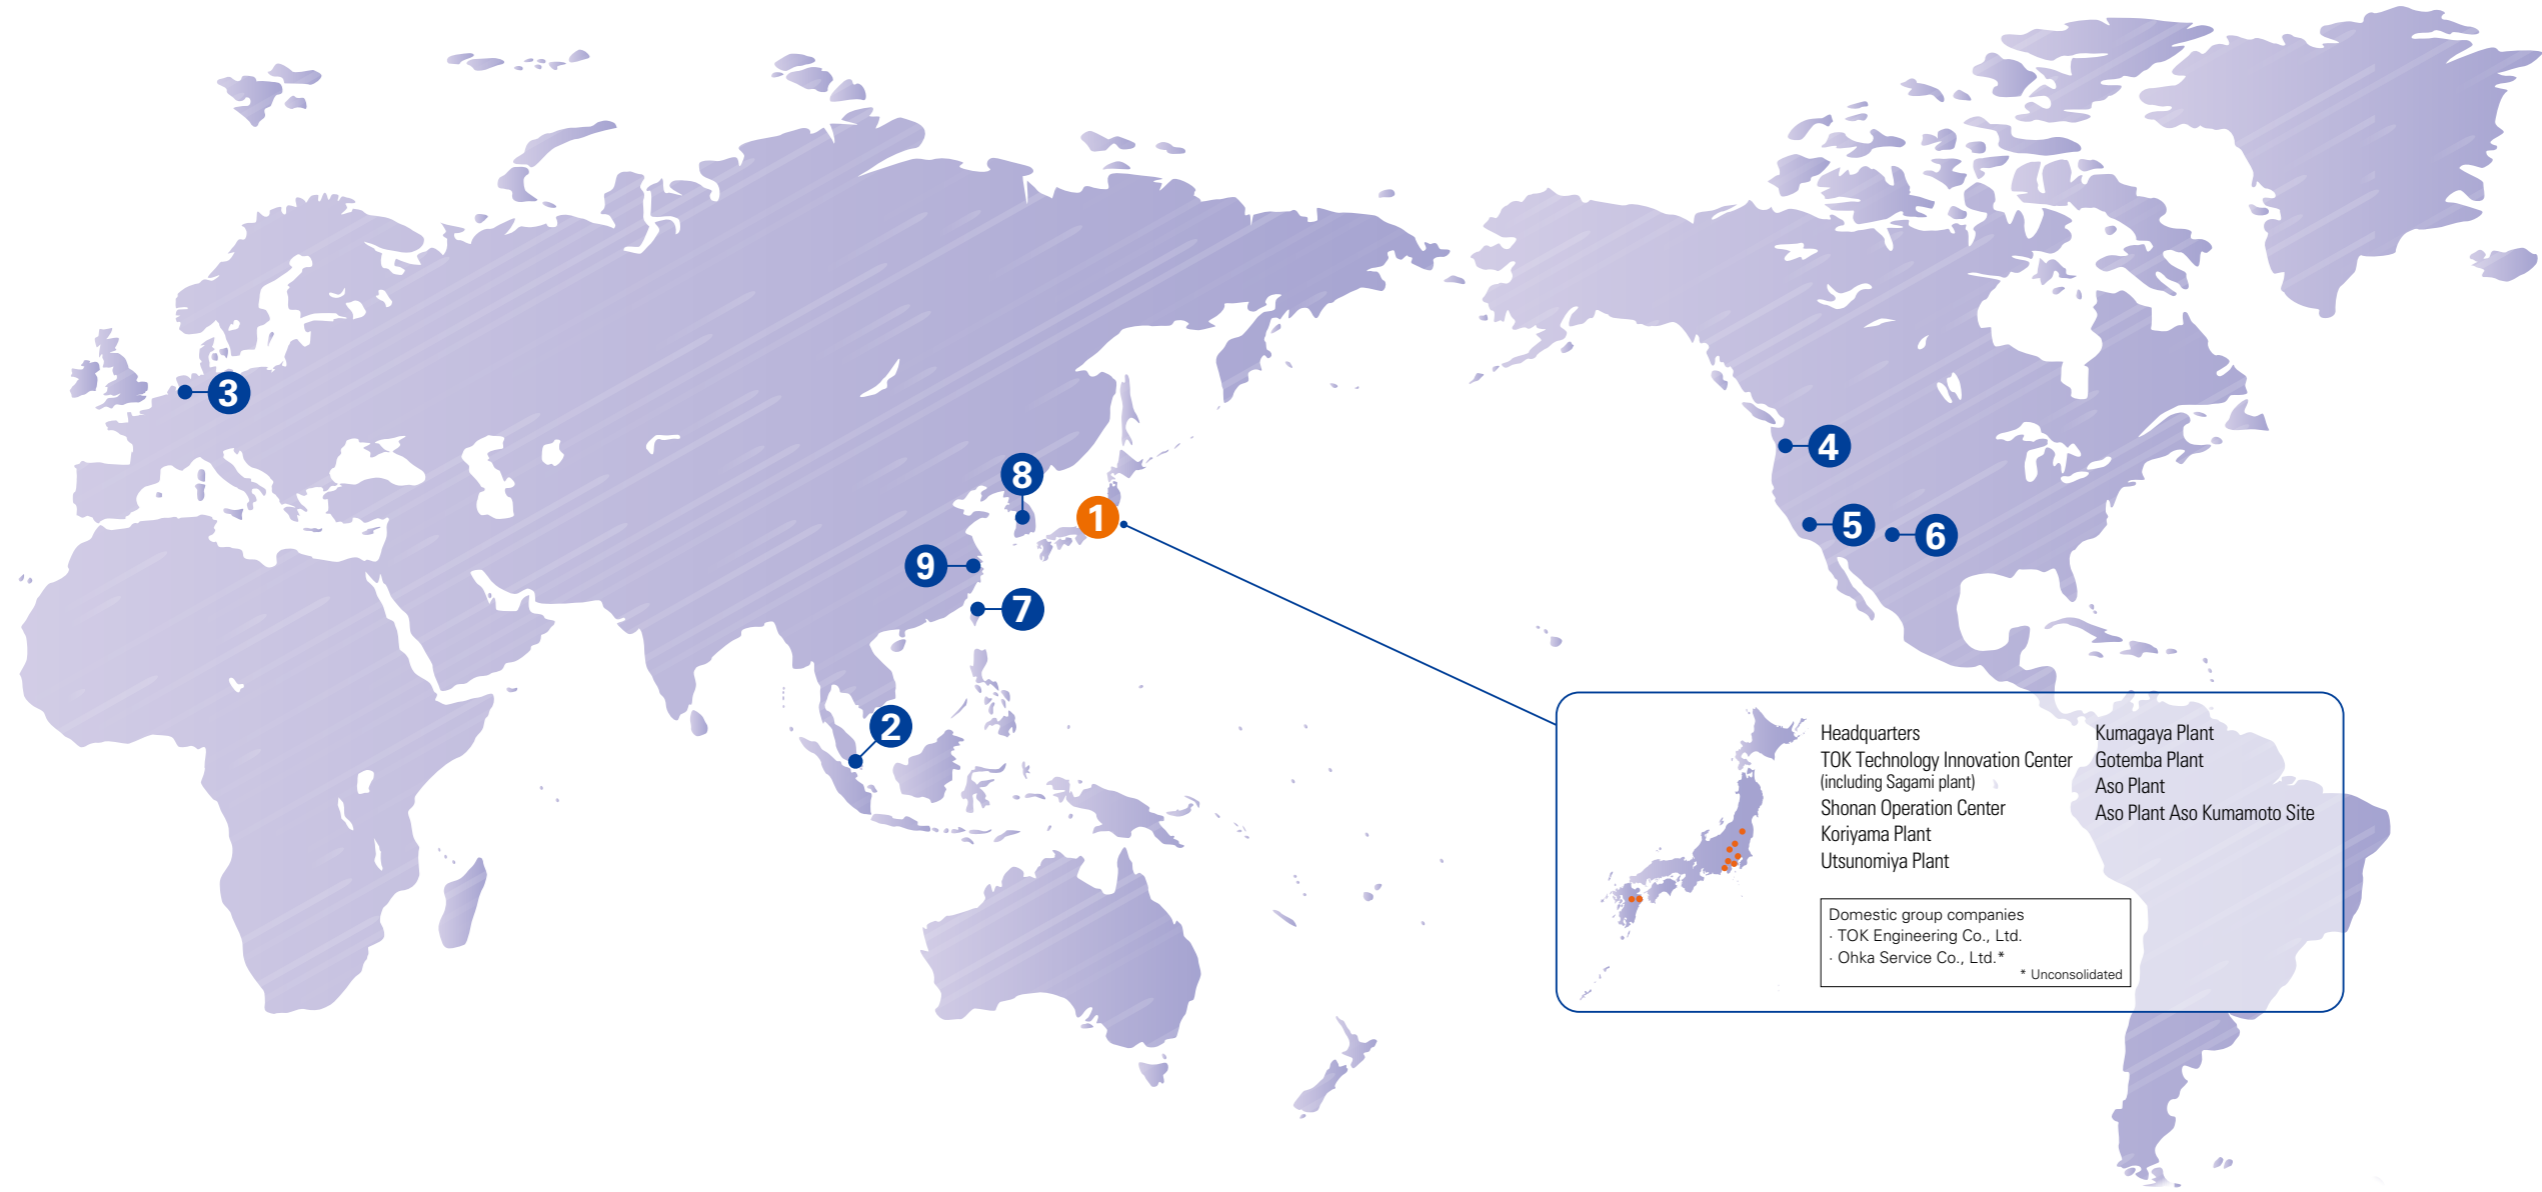 3
4
8
1
5
6
9
7
2
Headquarters
TOK Technology Innovation Center
(including Sagami plant)
Shonan Operation Center
Koriyama Plant
Utsunomiya Plant
Kumagaya Plant
Gotemba Plant
Aso Plant
Aso Plant Aso Kumamoto Site
Domestic group companies
· TOK Engineering Co., Ltd.
· Ohka Service Co., Ltd.*
* Unconsolidated